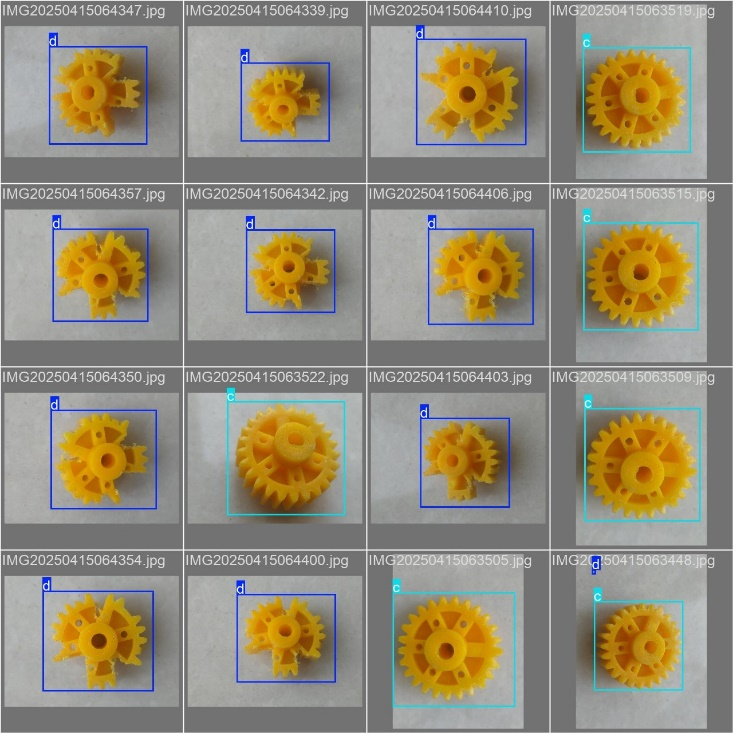 IMG20250415064347.jpg
d
IMG20250415064339.jpg
d
IMG20250415064410.jpg
d
IMG20250415063519.jpg
c
IMG20250415064357.jpg
d
IMG20250415064342.jpg
d
IMG20250415064406.jpg
d
IMG20250415063515.jpg
c
IMG20250415064350.jpg
d
IMG20250415063522.jpg
c
IMG20250415064403.jpg
d
IMG20250415063509.jpg
c
IMG20250415064354.jpg
d
IMG20250415064400.jpg
d
IMG20250415063505.jpg
c
IMG20250415063448.jpg
d
c